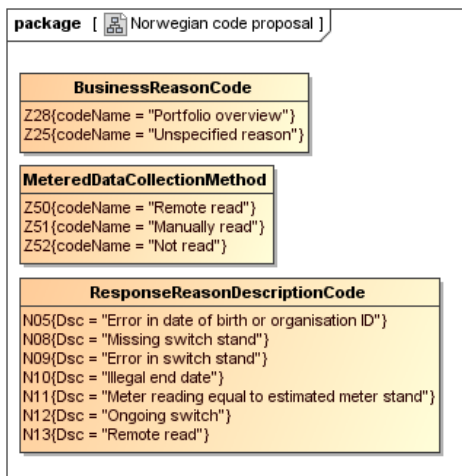 package [ Norwegian code proposal ]
BusinessReasonCode
Z28{codeName = "Portfolio overview"}
Z25{codeName = "Unspecified reason"}
MeteredDataCollectionMethod
Z50{codeName = "Remote read"}
Z51{codeName = "Manually read"}
Z52{codeName = "Not read"}
ResponseReasonDescriptionCode
N05{Dsc = "Error in date of birth or organisation ID"}
N08{Dsc = "Missing switch stand"}
N09{Dsc = "Error in switch stand"}
N10{Dsc = "Illegal end date"}
N11{Dsc = "Meter reading equal to estimated meter stand"}
N12{Dsc = "Ongoing switch"}
N13{Dsc = "Remote read"}